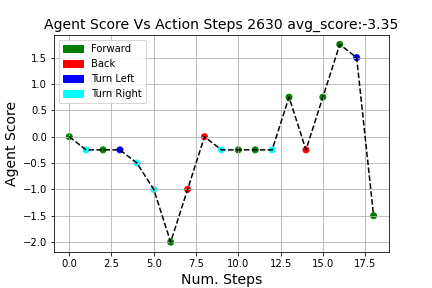 Agent Score Vs Action Steps 2630 avg_score:-3.35
Forward
Back
Turn Left
Turn Right
1.5
1.0
0.5
0.0
−0.5
−1.0
−1.5
−2.0
Agent Score
0.0 2.5 5.0 7.5 10.0 12.5 15.0 17.5
Num. Steps